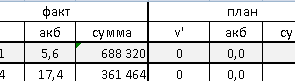 факт план
акб сумма v' акб су
1 5,6 688 320 0 0,0
4 17,4 361 464 0 0,0